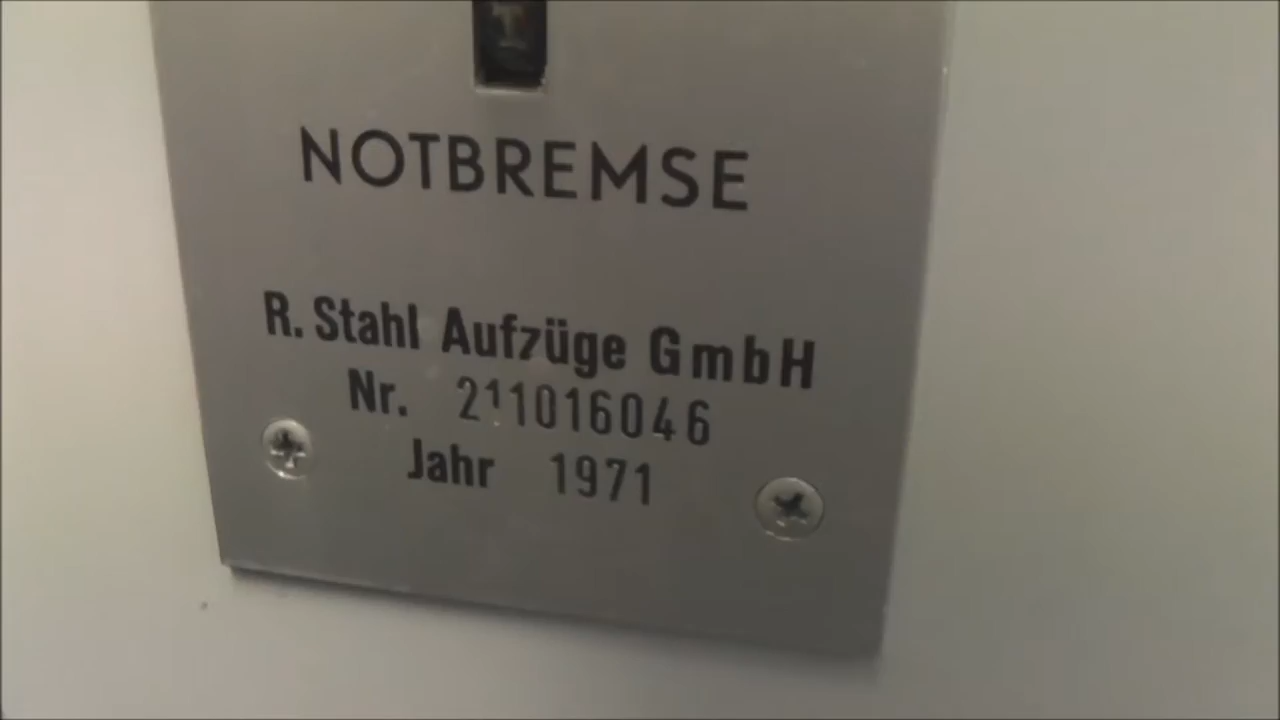 NOTBREMSE
R. Stahl Aufzüge GmbH
Nr. 211016046
Jahr 1971